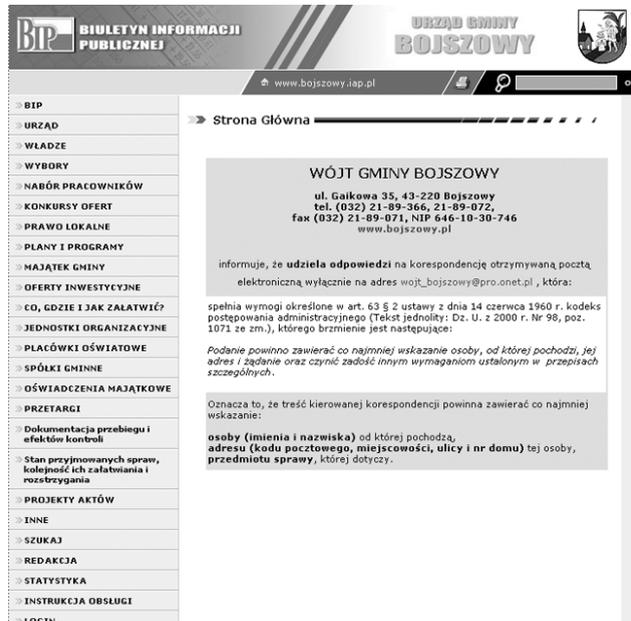 BIP BIULETYN INFORMACJI
PUBLICZNEJ
URZĄD GMINY
BOJSZOWY
www.bojszowy.iap.pl
BIP
URZĄD
WŁADZE
WYBORY
NABÓR PRACOWNIKÓW
KONKURSY OFERT
PRAWO LOKALNE
PLANY I PROGRAMY
MAJĄTEK GMINY
OFERTY INWESTYCYJNE
CO, GDZIE I JAK ZAŁATWIĆ?
JEDNOSTKI ORGANIZACYJNE
PLACÓWKI OŚWIATOWE
SPÓŁKI GMINNE
OŚWIADCZENIA MAJĄTKOWE
PRZETARGI
Dokumentacja przebiegu i
efektów kontroli
Stan przyjmowanych spraw,
kolejność ich załatwiania i
rozstrzygania
PROJEKTY AKTÓW
INNE
SZUKAJ
REDAKCJA
STATYSTYKA
INSTRUKCJA OBSŁUGI
LOGIN
Strona Główna
WÓJT GMINY BOJSZOWY
ul. Gaikowa 35, 43-220 Bojszowy
tel. (032) 21-89-366, 21-89-072,
fax (032) 21-89-071, NIP 646-10-30-746
www.bojszowy.pl
informuje, że udziela odpowiedzi na korespondencję otrzymywaną pocztą
elektroniczną wyłącznie na adres wojt_bojszowy@pro.onet.pl , która:
spełnia wymogi określone w art. 63 § 2 ustawy z dnia 14 czerwca 1960 r. kodeks
postępowania administracyjnego (Tekst jednolity: Dz. U. z 2000 r. Nr 98, poz.
1071 ze zm.), którego brzmienie jest następujące:
Podanie powinno zawierać co najmniej wskazanie osoby, od której pochodzi, jej
adres i żądanie oraz czynić zadość innym wymaganiom ustalonym w przepisach
szczególnych.
Oznacza to, że treść kierowanej korespondencji powinna zawierać co najmniej
wskazanie:
osoby (imienia i nazwiska) od której pochodzą,
adresu (kodu pocztowego, miejscowości, ulicy i nr domu) tej osoby,
przedmiotu sprawy, której dotyczy.